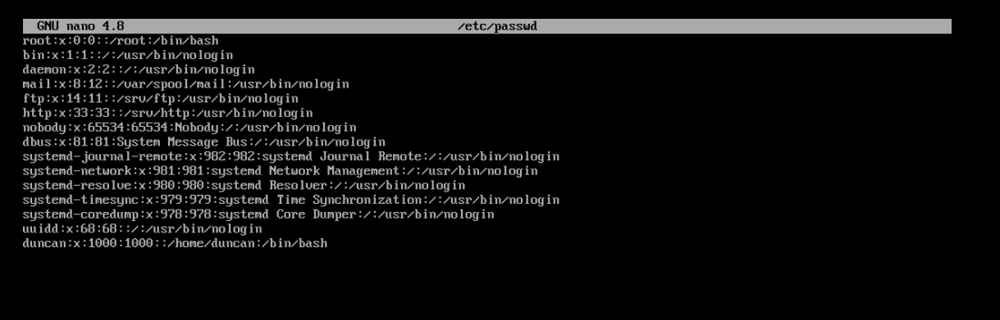 GNU nano 4.8 /etc/passwd
root:x:0:0::/root:/bin/bash
bin:x:1:1::/:/usr/bin/nologin
daemon:x:2:2::/:/usr/bin/nologin
mail:x:8:12::/var/spool/mail:/usr/bin/nologin
ftp:x:14:11::/srv/ftp:/usr/bin/nologin
http:x:33:33::/srv/http:/usr/bin/nologin
nobody:x:65534:65534:Nobody:/:/usr/bin/nologin
dbus:x:81:81:System Message Bus:/:/usr/bin/nologin
systemd-journal-remote:x:982:982:systemd Journal Remote:/:/usr/bin/nologin
systemd-network:x:981:981:systemd Network Management:/:/usr/bin/nologin
systemd-resolve:x:980:980:systemd Resolver:/:/usr/bin/nologin
systemd-timesync:x:979:979:systemd Time Synchronization:/:/usr/bin/nologin
systemd-coredump:x:978:978:systemd Core Dumper:/:/usr/bin/nologin
uuidd:x:68:68::/:/usr/bin/nologin
duncan:x:1000:1000::/home/duncan:/bin/bash